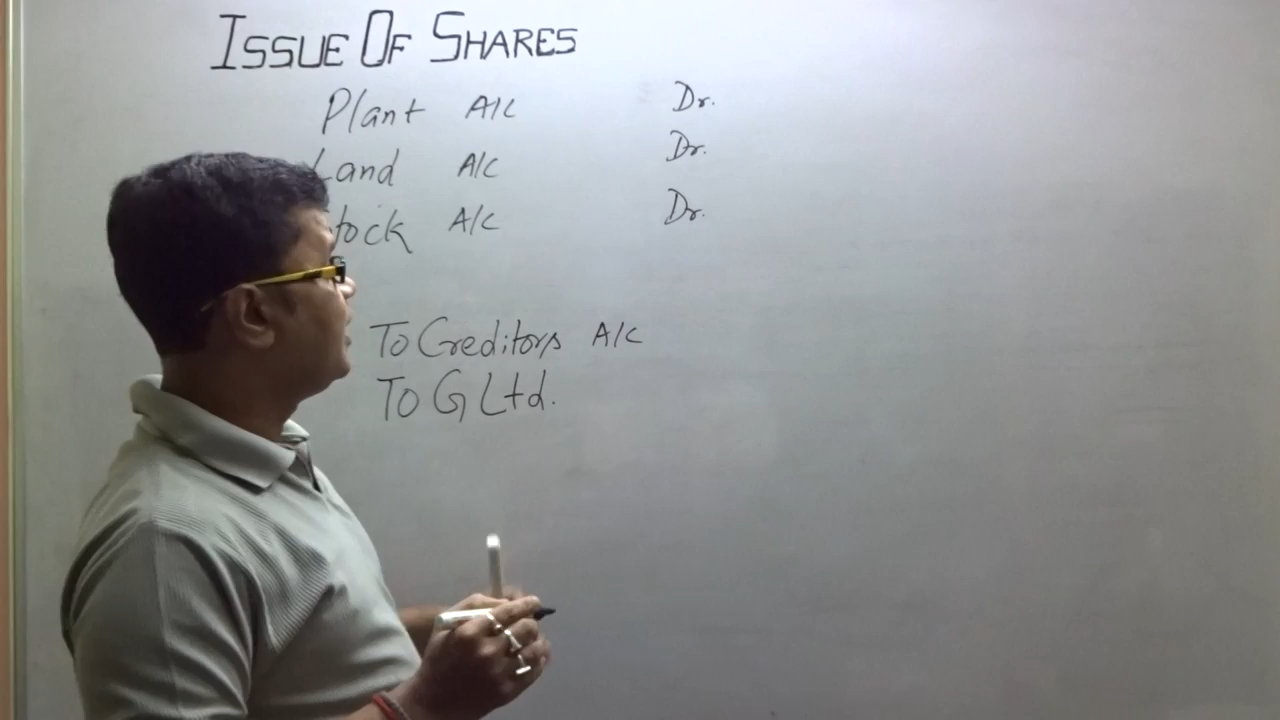 ISSUE OF SHARES
Plant A/C Dr.
Land A/C Dr.
tock A/C Dr.
To Creditors A/C
To G Ltd.